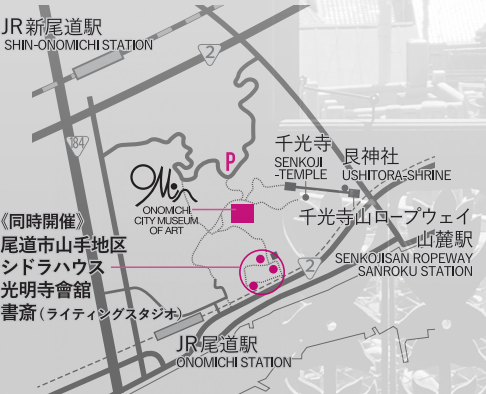 JR新尾道駅
SHIN-ONOMICHI STATION
2
184
P
千光寺
SENKOJI
-TEMPLE
艮神社
USHITORA-SHRINE
ONOMICHI
CITY MUSEUM
OF ART
千光寺山ロープウェイ
山麓駅
SENKOJISAN ROPEWAY
SANROKU STATION
《同時開催》
尾道市山手地区
シドラハウス
光明寺會舘
書斎(ライティングスタジオ)
2
JR尾道駅
ONOMICHI STATION